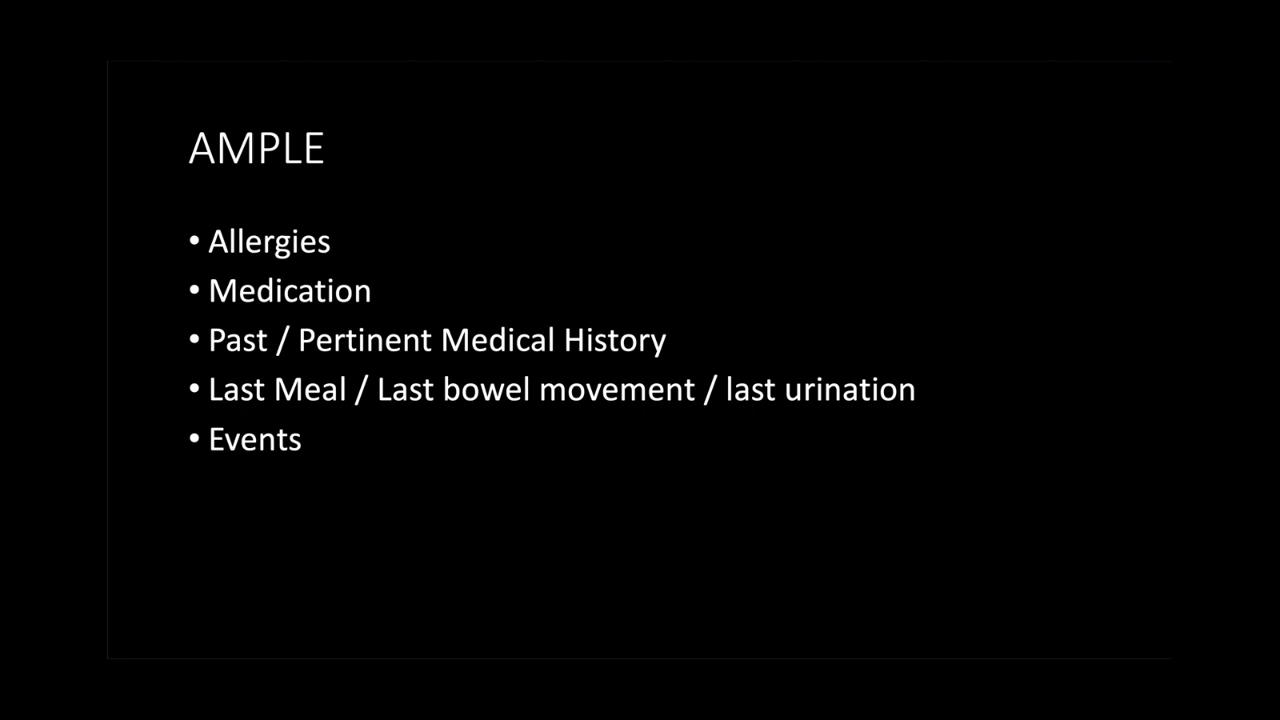 AMPLE
• Allergies
• Medication
• Past / Pertinent Medical History
• Last Meal / Last bowel movement / last urination
• Events